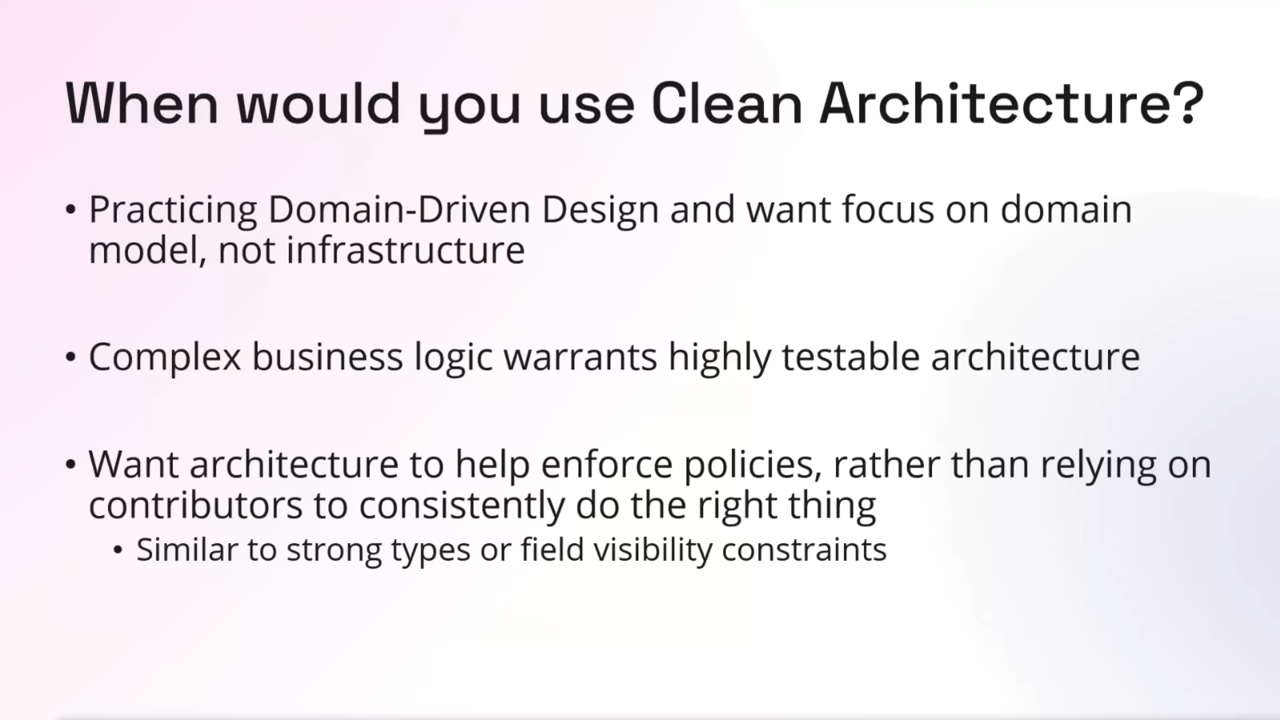 When would you use Clean Architecture?
• Practicing Domain-Driven Design and want focus on domain
model, not infrastructure
• Complex business logic warrants highly testable architecture
• Want architecture to help enforce policies, rather than relying on
contributors to consistently do the right thing
• Similar to strong types or field visibility constraints